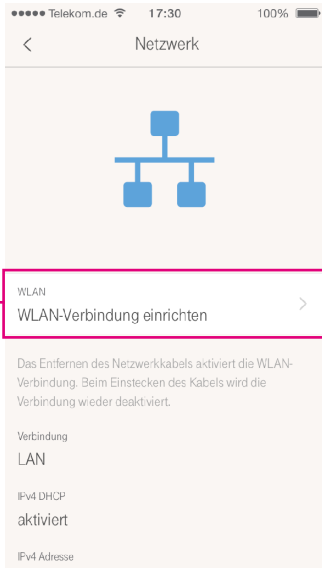 Telekom.de 17:30 100%
Netzwerk
WLAN
WLAN-Verbindung einrichten
Das Entfernen des Netzwerkkabels aktiviert die WLAN-
Verbindung. Beim Einstecken des Kabels wird die
Verbindung wieder deaktiviert.
Verbindung
LAN
IPv4 DHCP
aktiviert
IPv4 Adresse